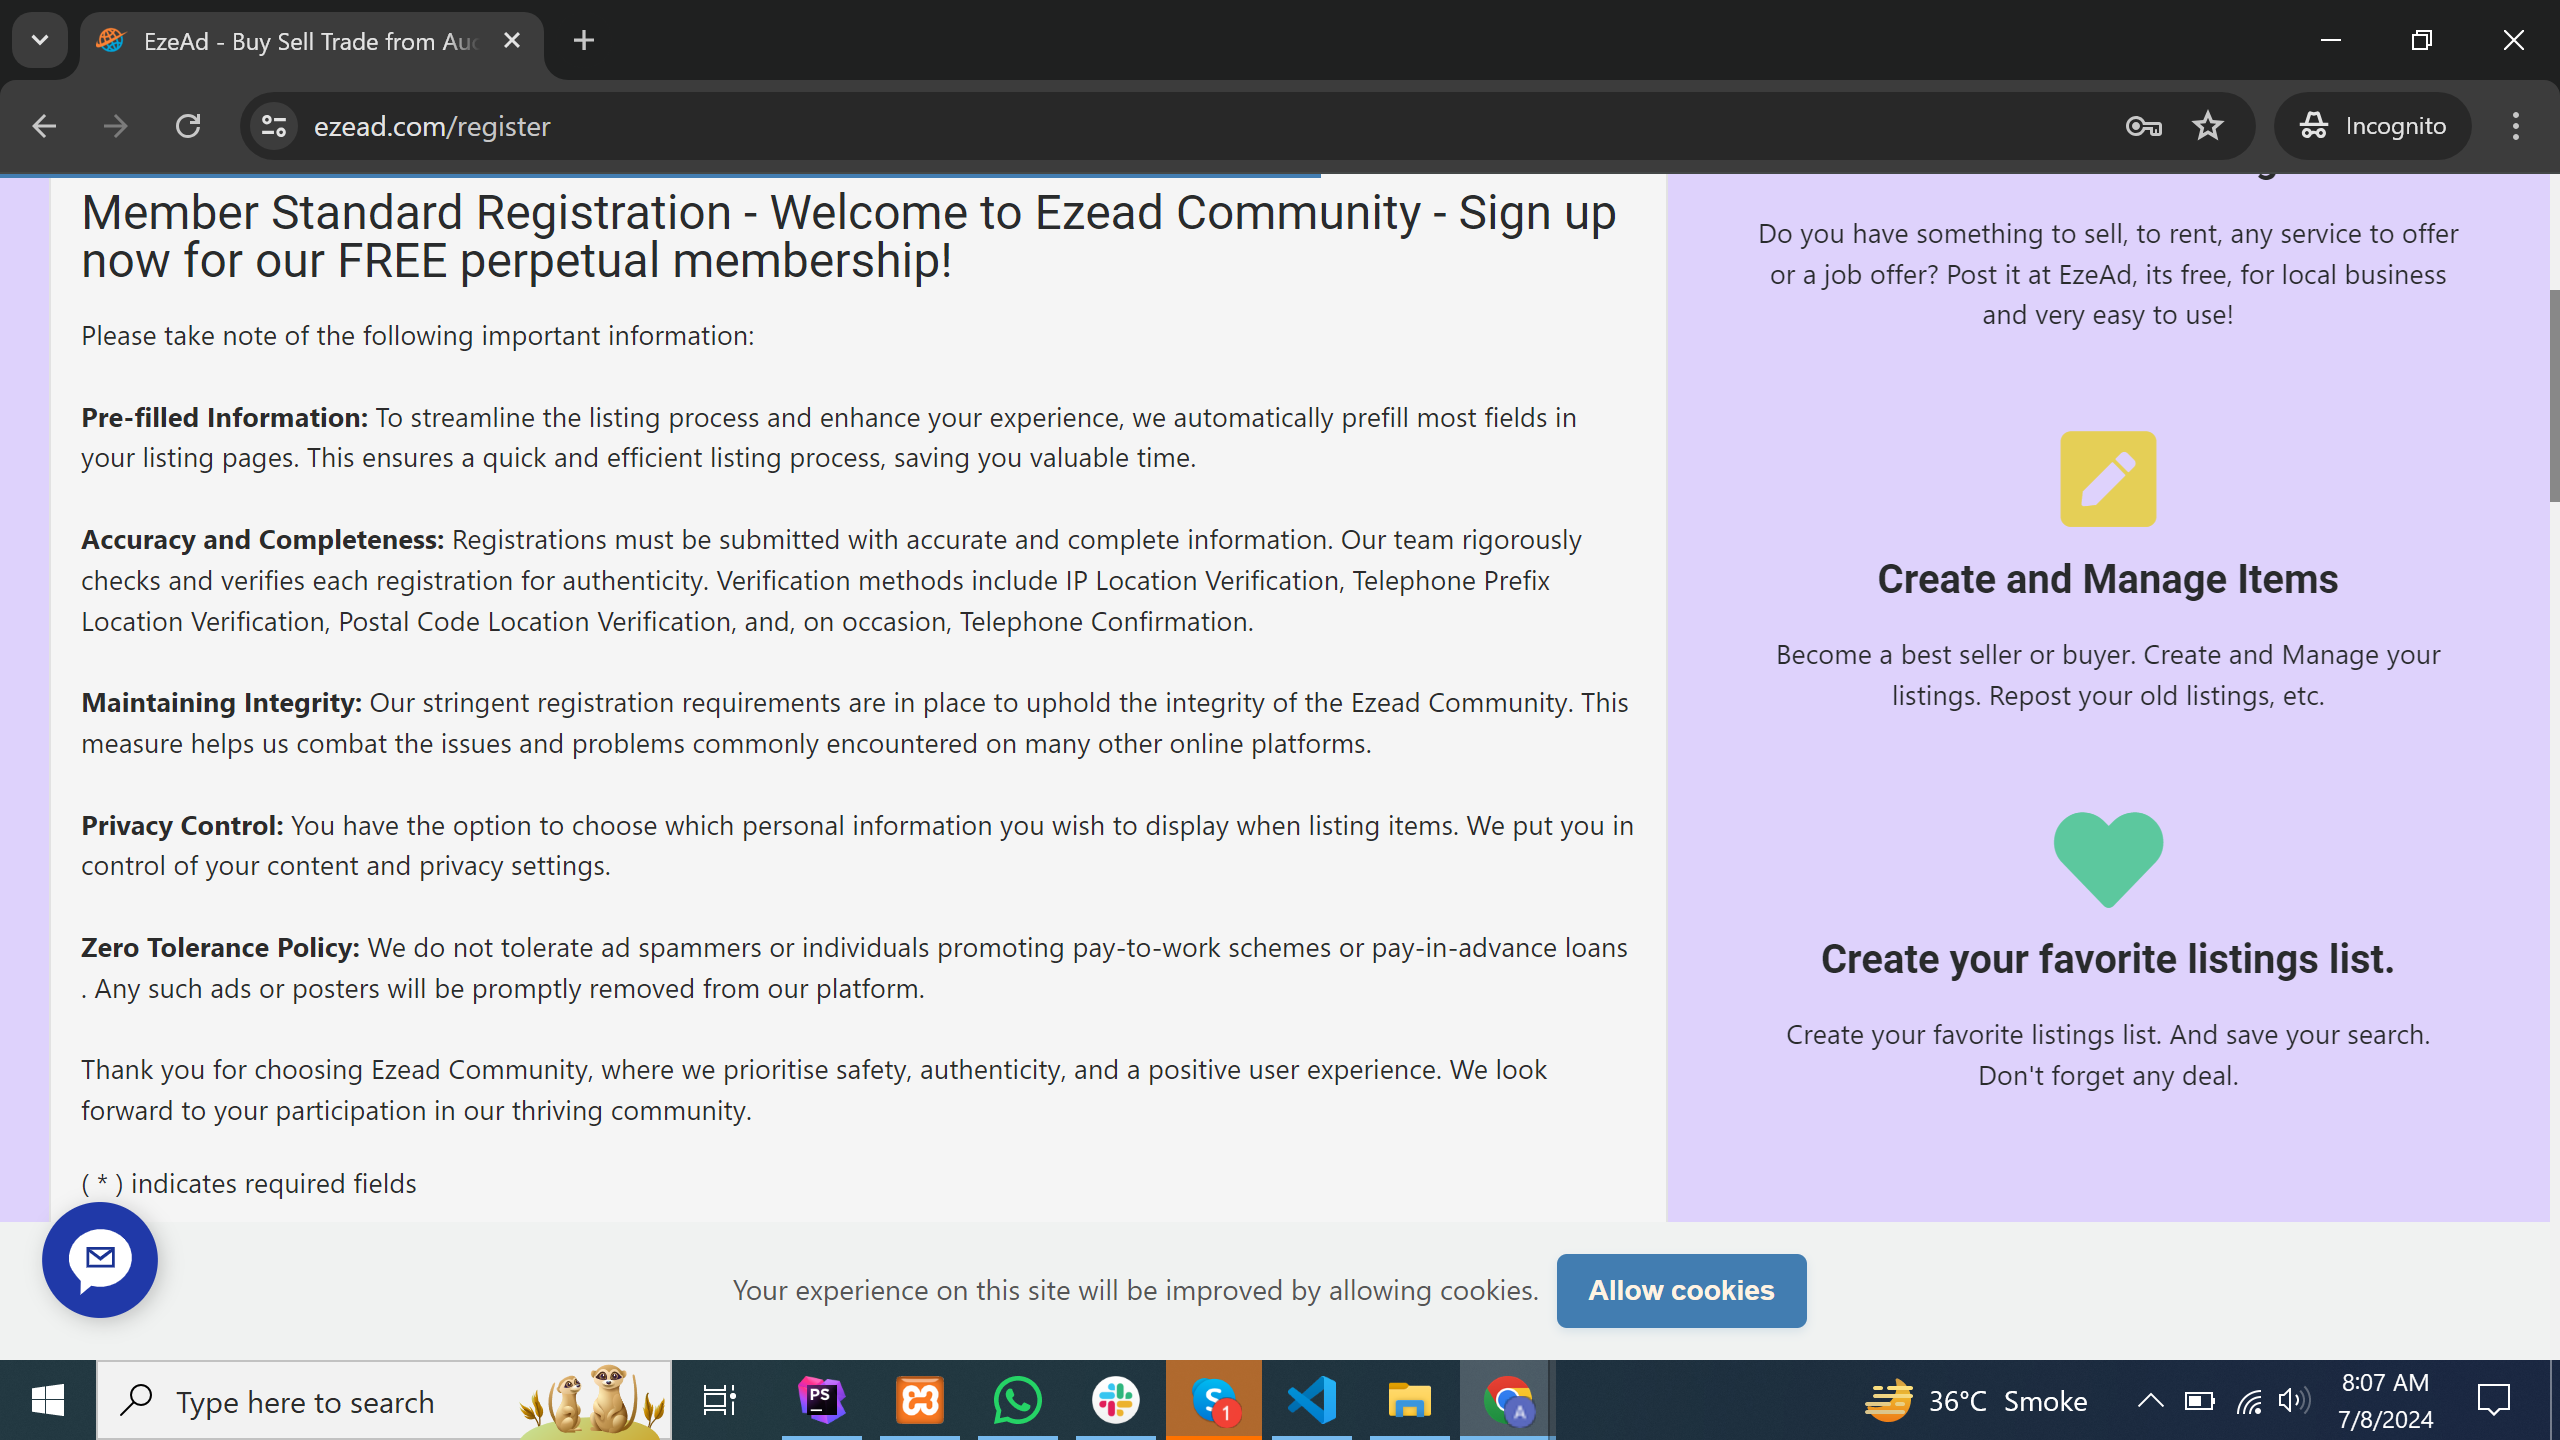 EzeAd - Buy Sell Trade from Auc
ezead.com/register
Incognito
Member Standard Registration - Welcome to Ezead Community - Sign up
now for our FREE perpetual membership!
Please take note of the following important information:
Pre-filled Information: To streamline the listing process and enhance your experience, we automatically prefill most fields in
your listing pages. This ensures a quick and efficient listing process, saving you valuable time.
Accuracy and Completeness: Registrations must be submitted with accurate and complete information. Our team rigorously
checks and verifies each registration for authenticity. Verification methods include IP Location Verification, Telephone Prefix
Location Verification, Postal Code Location Verification, and, on occasion, Telephone Confirmation.
Maintaining Integrity: Our stringent registration requirements are in place to uphold the integrity of the Ezead Community. This
measure helps us combat the issues and problems commonly encountered on many other online platforms.
Privacy Control: You have the option to choose which personal information you wish to display when listing items. We put you in
control of your content and privacy settings.
Zero Tolerance Policy: We do not tolerate ad spammers or individuals promoting pay-to-work schemes or pay-in-advance loans
. Any such ads or posters will be promptly removed from our platform.
Thank you for choosing Ezead Community, where we prioritise safety, authenticity, and a positive user experience. We look
forward to your participation in our thriving community.
( * ) indicates required fields
Do you have something to sell, to rent, any service to offer
or a job offer? Post it at EzeAd, its free, for local business
and very easy to use!
Create and Manage Items
Become a best seller or buyer. Create and Manage your
listings. Repost your old listings, etc.
Create your favorite listings list.
Create your favorite listings list. And save your search.
Don't forget any deal.
Your experience on this site will be improved by allowing cookies.
Allow cookies
Type here to search
PS
S
1
A
36°C Smoke
8:07 AM
7/8/2024